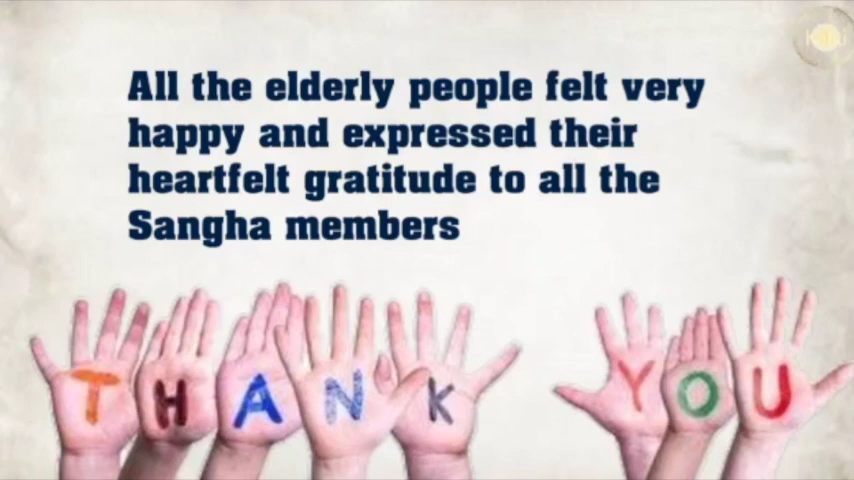 All the elderly people felt very
happy and expressed their
heartfelt gratitude to all the
Sangha members
THANK YOU